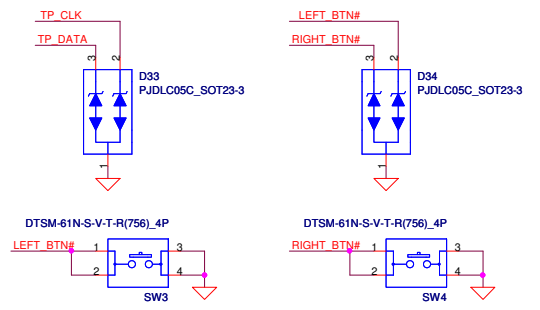 TP_CLK
LEFT_BTN#
TP_DATA
RIGHT_BTN#
3
2
3
2
D33
PJDLC05C_SOT23-3
D34
PJDLC05C_SOT23-3
1
1
DTSM-61N-S-V-T-R(756)_4P
DTSM-61N-S-V-T-R(756)_4P
LEFT_BTN#
1
3
RIGHT_BTN#
1
3
2
4
2
4
SW3
SW4